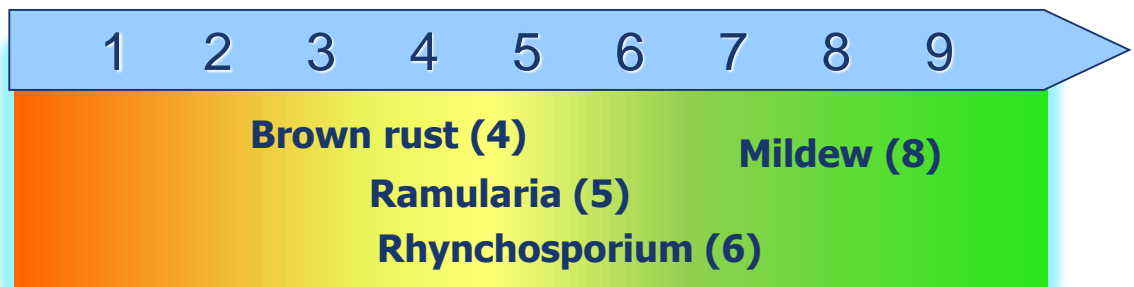 1 2 3 4 5 6 7 8 9
Brown rust (4)
Mildew (8)
Ramularia (5)
Rhynchosporium (6)